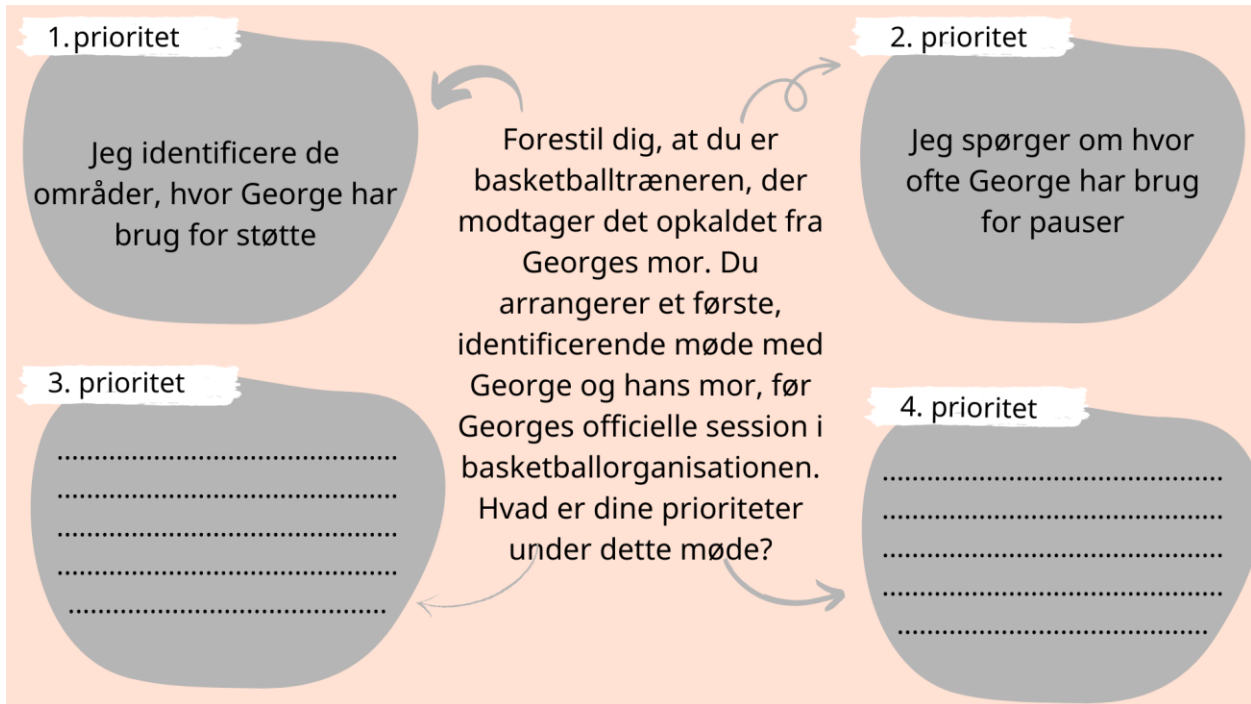 1. prioritet
Jeg identificere de
områder, hvor George har
brug for støtte
Forestil dig, at du er
basketballtræneren, der
modtager det opkaldet fra
Georges mor. Du
arrangerer et første,
identificerende møde med
George og hans mor, før
Georges officielle session i
basketballorganisationen.
Hvad er dine prioriteter
under dette møde?
2. prioritet
Jeg spørger om hvor
ofte George har brug
for pauser
3. prioritet
..............................................
..............................................
..............................................
..............................................
...........................................
4. prioritet
..............................................
..............................................
..............................................
..............................................
..........................................